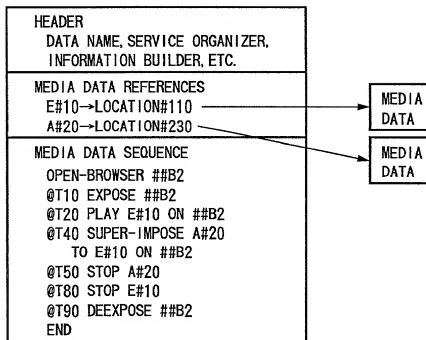 HEADER
DATA NAME, SERVICE ORGANIZER,
INFORMATION BUILDER, ETC.
MEDIA DATA REFERENCES
E#10→LOCATION#110
A#20→LOCATION#230
MEDIA
DATA
MEDIA
DATA
MEDIA DATA SEQUENCE
OPEN-BROWSER ##B2
@T10 EXPOSE ##B2
@T20 PLAY E#10 ON ##B2
@T40 SUPER-IMPOSE A#20
TO E#10 ON ##B2
@T50 STOP A#20
@T80 STOP E#10
@T90 DEEXPOSE ##B2
END